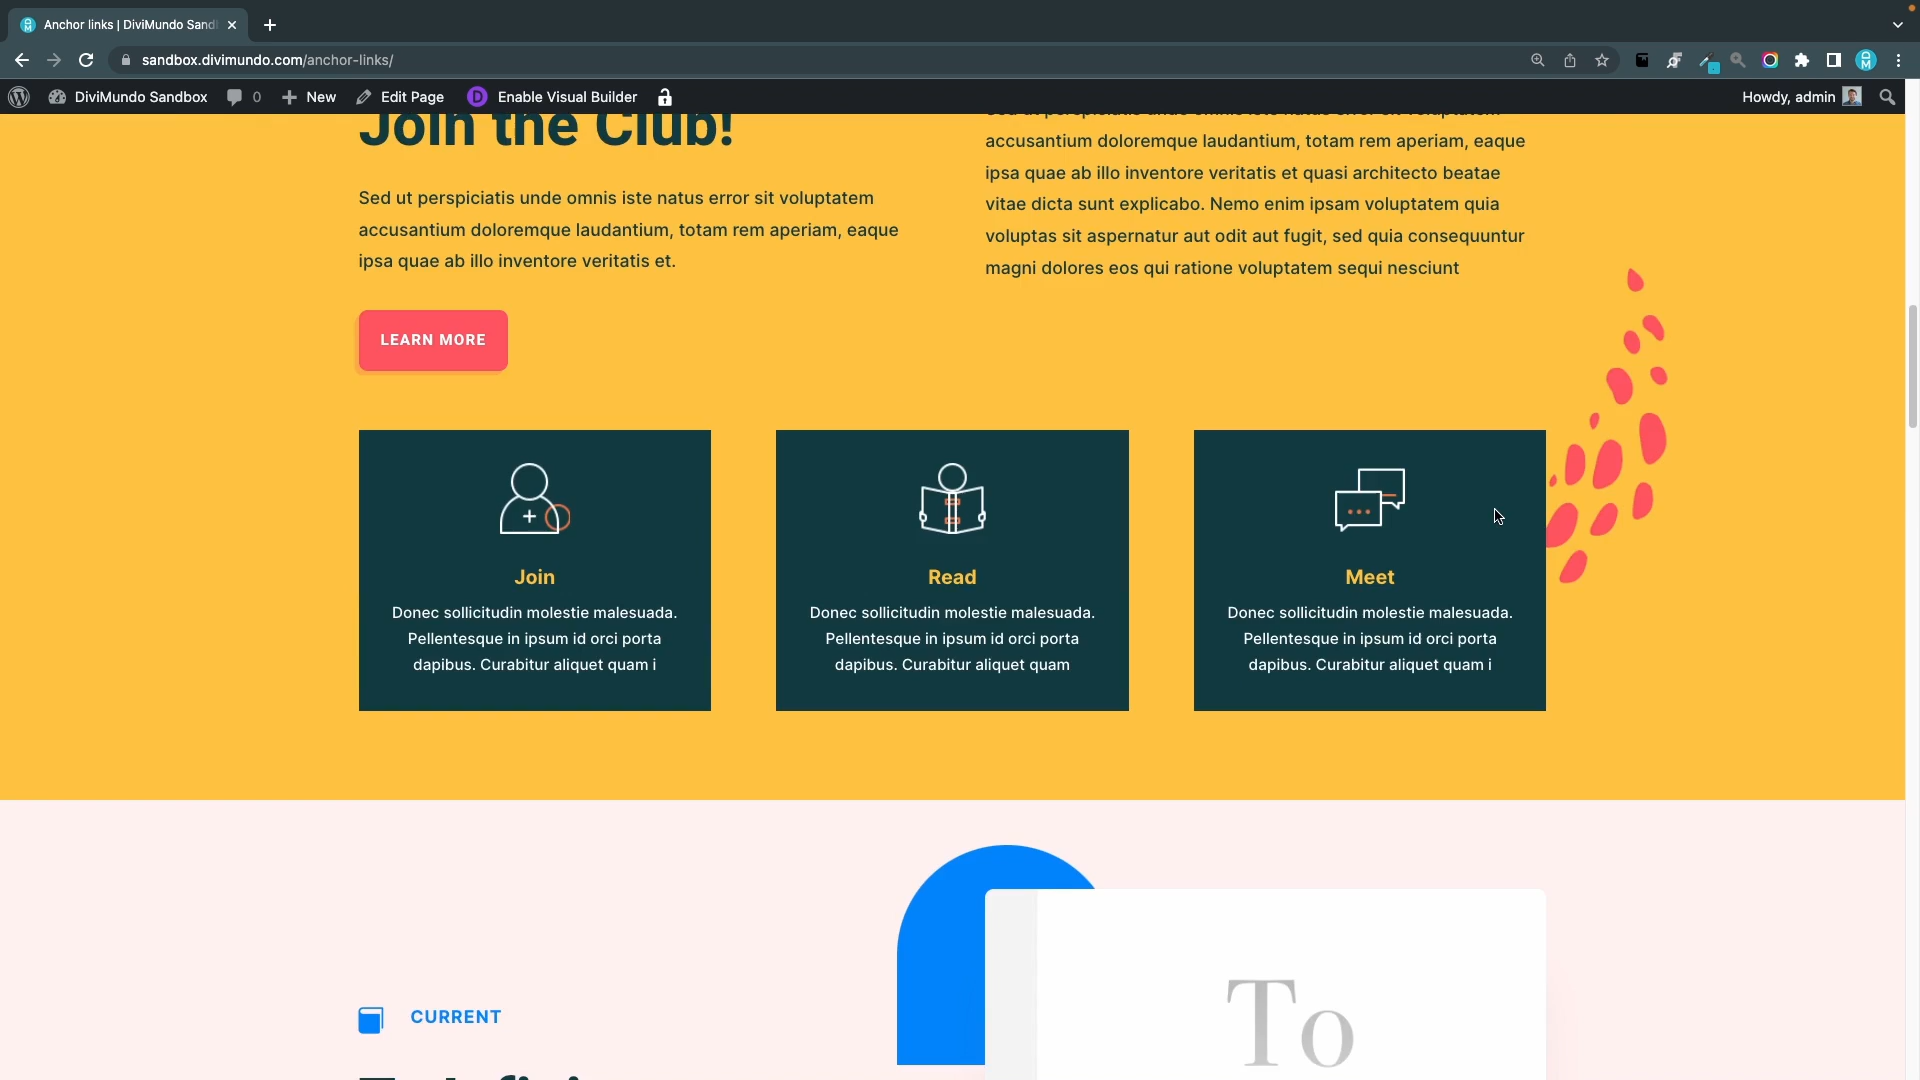 Anchor links | DiviMundo Sand
sandbox.divimundo.com/anchor-links/
DiviMundo Sandbox
0
New
Edit Page
D
Enable Visual Builder
Howdy, admin
Join the Club!
Sed ut perspiciatis unde omnis iste natus error sit voluptatem
accusantium doloremque laudantium, totam rem aperiam, eaque
ipsa quae ab illo inventore veritatis et.
LEARN MORE
Sed ut perspiciatis unde omnis iste natus error sit voluptatem
accusantium doloremque laudantium, totam rem aperiam, eaque
ipsa quae ab illo inventore veritatis et quasi architecto beatae
vitae dicta sunt explicabo. Nemo enim ipsam voluptatem quia
voluptas sit aspernatur aut odit aut fugit, sed quia consequuntur
magni dolores eos qui ratione voluptatem sequi nesciunt
Join
Donec sollicitudin molestie malesuada.
Pellentesque in ipsum id orci porta
dapibus. Curabitur aliquet quam i
Read
Donec sollicitudin molestie malesuada.
Pellentesque in ipsum id orci porta
dapibus. Curabitur aliquet quam
Meet
Donec sollicitudin molestie malesuada.
Pellentesque in ipsum id orci porta
dapibus. Curabitur aliquet quam i
CURRENT
To